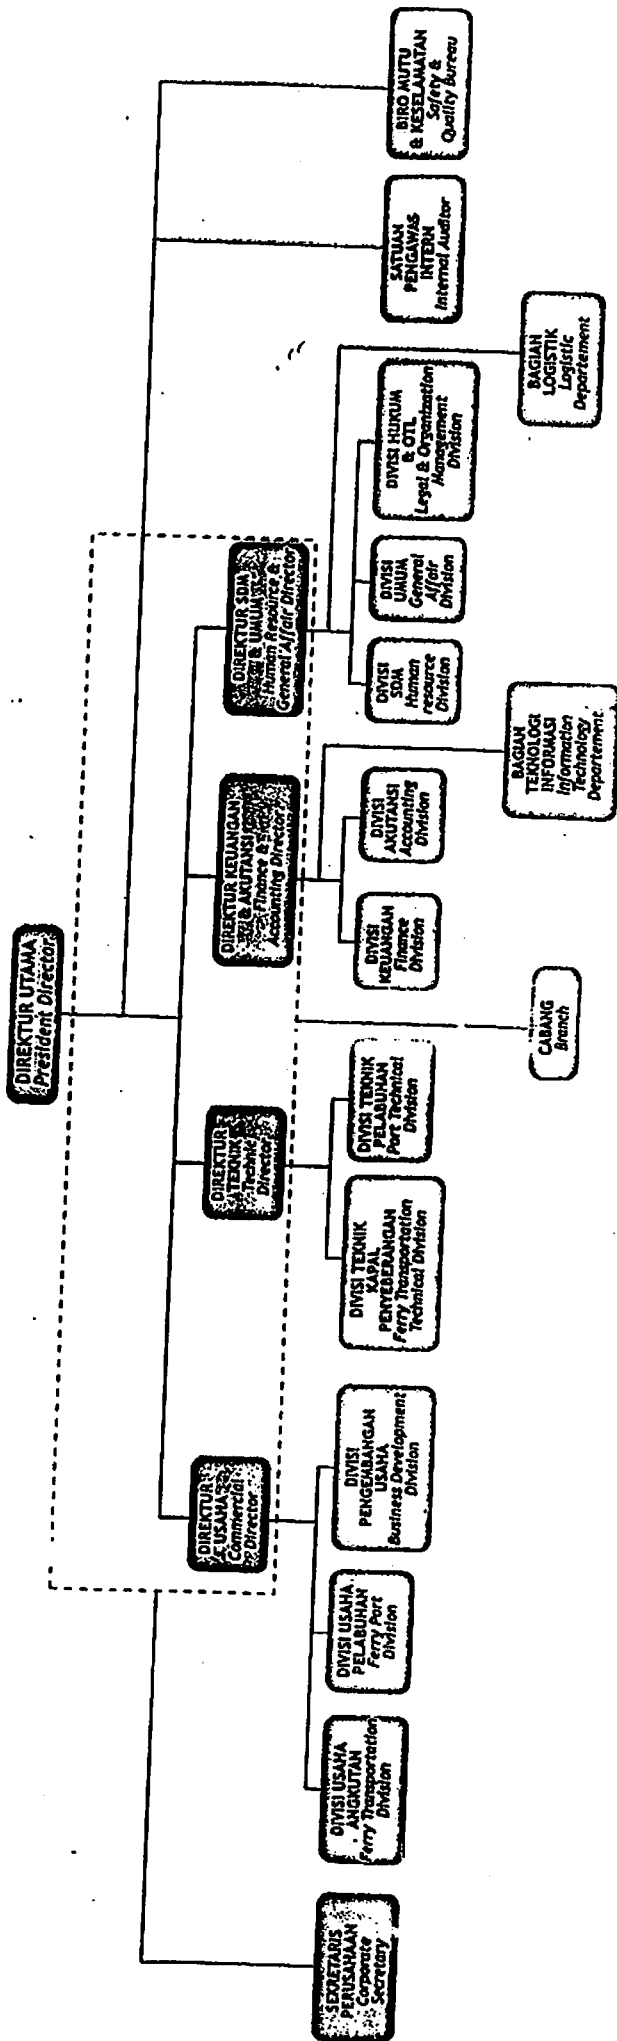 DIREKTUR UTAMA
President Director
DIREKTUR
USAHA
Commercial
Director
DIREKTUR
TEKNIK
Technic
Director
DIREKTUR KEUANGAN
& AKUTANSI
Finance &
Accounting Director
DIREKTUR SDM
& UMUM
Human Resource &
General Affair Director
SEKRETARIS
PERUSAHAAN
Corporate
Secretary
DIVISI USAHA
ANGKUTAN
Ferry Transportation
Division
DIVISI USAHA
PELABUHAN
Ferry Port
Division
DIVISI
PENGEMBANGAN
USAHA
Business Development
Division
DIVISI TEKNIK
KAPAL
PENYEBERANGAN
Ferry Transportation
Technical Division
DIVISI TEKNIK
PELABUHAN
Port Technical
Division
DIVISI
KEUANGAN
Finance
Division
DIVISI
AKUTANSI
Accounting
Division
DIVISI
SDM
Human
resource
Division
DIVISI
UMUM
General
Affair
Division
DIVISI HUKUM
& OTL
Legal & Organization
Management
Division
SATUAN
PENGAWAS
INTERN
Internal Auditor
BIRO MUTU
& KESELAMATAN
Safety &
Quality Bureau
CABANG
Branch
BAGIAN
TEKNOLOGI
INFORMASI
Information
Technology
Departement
BAGIAN
LOGISTIK
Logistic
Departement